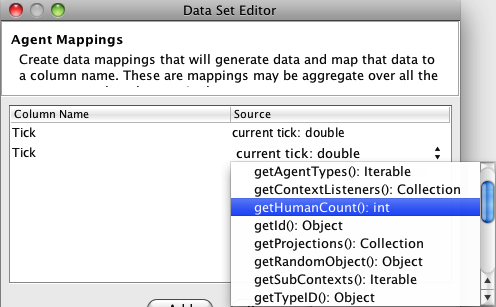 Data Set Editor
Agent Mappings
Create data mappings that will generate data and map that data to
a column name. These are mappings may be aggregate over all the
Column Name Source
Tick current tick: double
Tick current tick: double
getAgentTypes(): Iterable
getContextListeners(): Collection
getHumanCount(): int
getId(): Object
getProjections(): Collection
getRandomObject(): Object
getSubContexts(): Iterable
getTypeID(): Object
Add